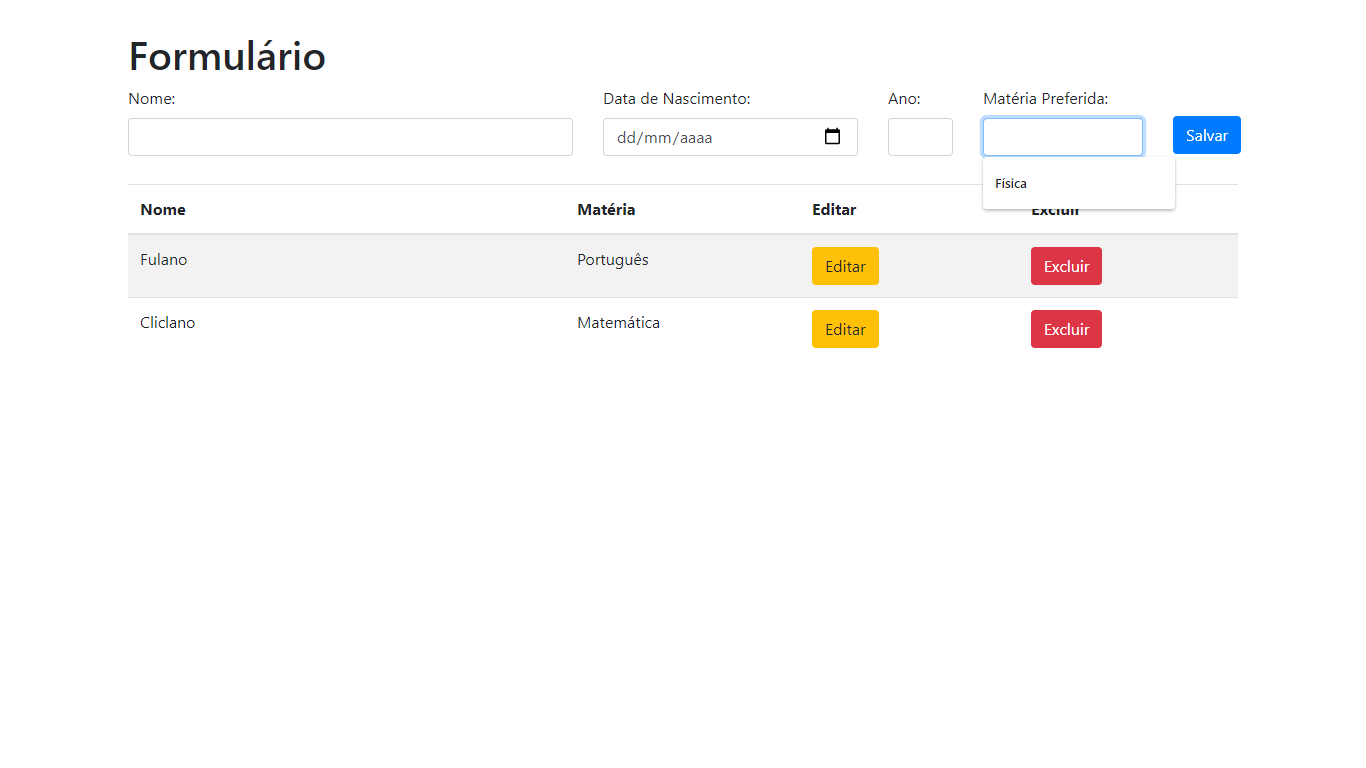 Formulário
Nome: Data de Nascimento: Ano: Matéria Preferida:
dd/mm/aaaa Salvar
Física
Nome Matéria Editar Excluir
Fulano Português Editar Excluir
Cliclano Matemática Editar Excluir